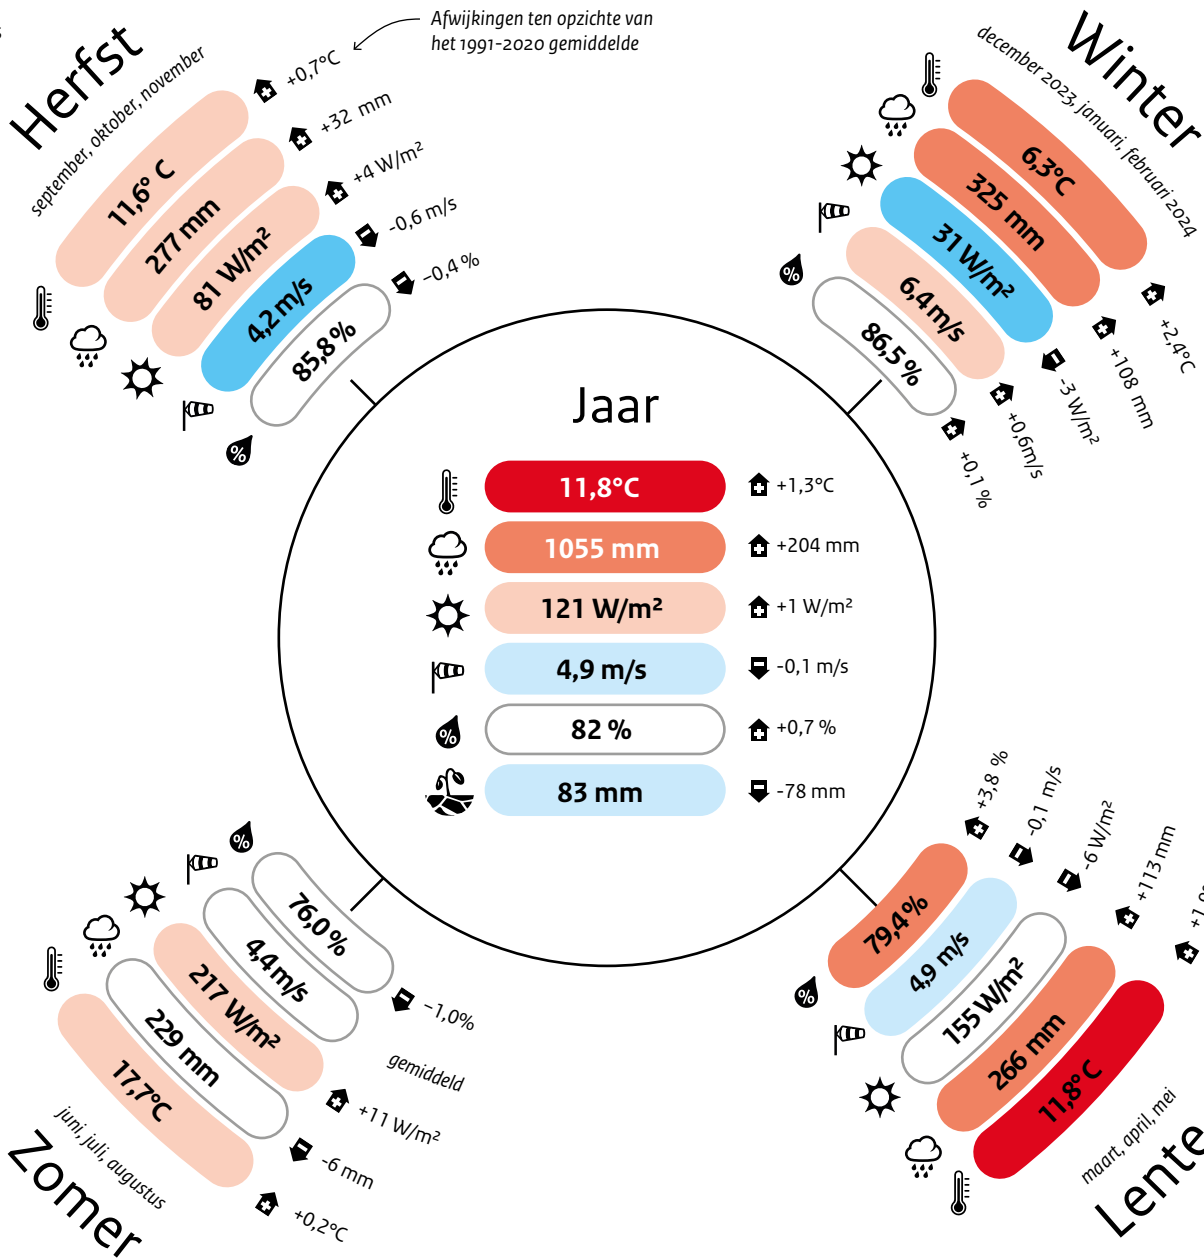 s
Afwijkingen ten opzichte van
het 1991-2020 gemiddelde
Herfst
september, oktober, november
11,6° C
+0,7°C
277 mm
+32 mm
81 W/m²
+4 W/m²
4,2 m/s
-0,6 m/s
85,8 %
-0,4 %
Winter
december 2023, januari, februari 2024
6,3°C
+2,4°C
325 mm
+108 mm
31 W/m²
-3 W/m²
6,4 m/s
+0,6m/s
86,5 %
+0,1 %
Jaar
11,8°C
+1,3°C
1055 mm
+204 mm
121 W/m²
+1 W/m²
4,9 m/s
-0,1 m/s
82 %
+0,7 %
83 mm
-78 mm
Zomer
juni, juli, augustus
76,0 %
-1,0%
4,4 m/s
gemiddeld
217 W/m²
+11 W/m²
229 mm
-6 mm
17,7°C
+0,2°C
Lente
maart, april, mei
79,4 %
+3,8 %
4,9 m/s
-0,1 m/s
155 W/m²
-6 W/m²
266 mm
+113 mm
11,8° C